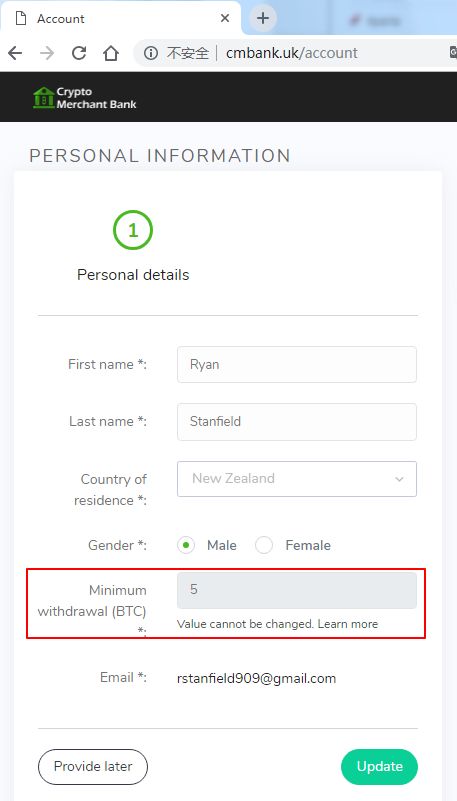 Account
不安全 cmbank.uk/account
Crypto
Merchant Bank
PERSONAL INFORMATION
1
Personal details
First name *: Ryan
Last name *: Stanfield
Country of
residence *:
New Zealand
Gender *: Male Female
Minimum
withdrawal (BTC)
*:
5
Value cannot be changed. Learn more
Email *: rstanfield909@gmail.com
Provide later Update